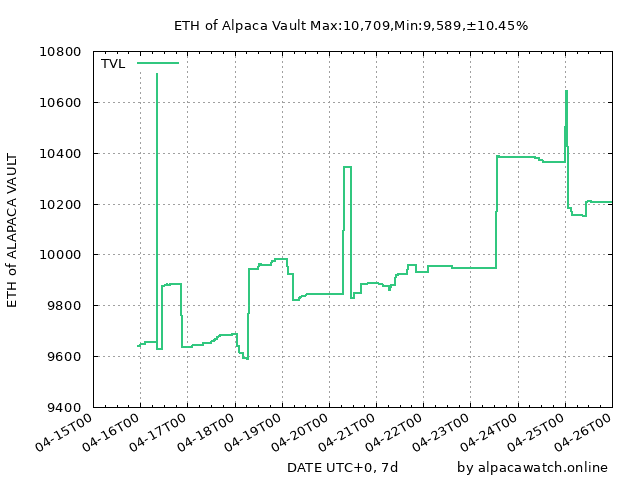 ETH of Alpaca Vault Max:10,709,Min:9,589,±10.45%
TVL
10800
10600
10400
10200
10000
9800
9600
9400
ETH of ALAPACA VAULT
04-15T00
04-16T00
04-17T00
04-18T00
04-19T00
04-20T00
04-21T00
04-22T00
04-23T00
04-24T00
04-25T00
04-26T00
DATE UTC+0, 7d
by alpacawatch.online